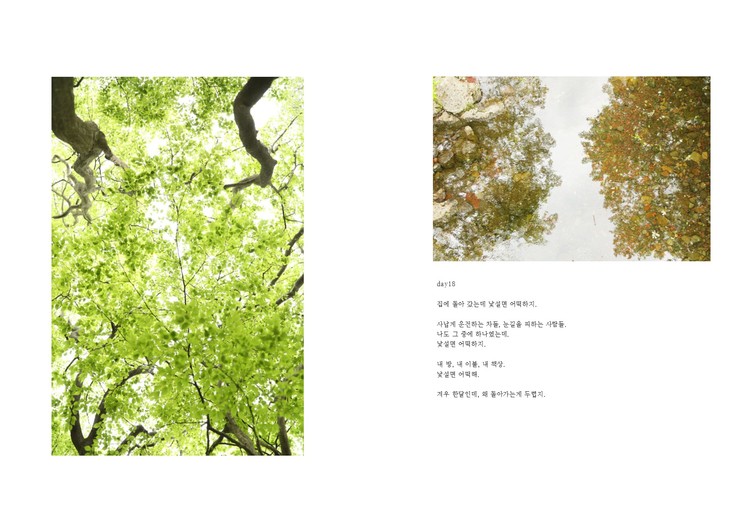 day18
집에 돌아 갔는데 낯설면 어떡하지.
사납게 운전하는 차들, 눈길을 피하는 사람들.
나도 그 중에 하나였는데.
낯설면 어떡하지.
내 방, 내 이불, 내 책상.
낯설면 어떡해.
겨우 한달인데, 왜 돌아가는게 두렵지.